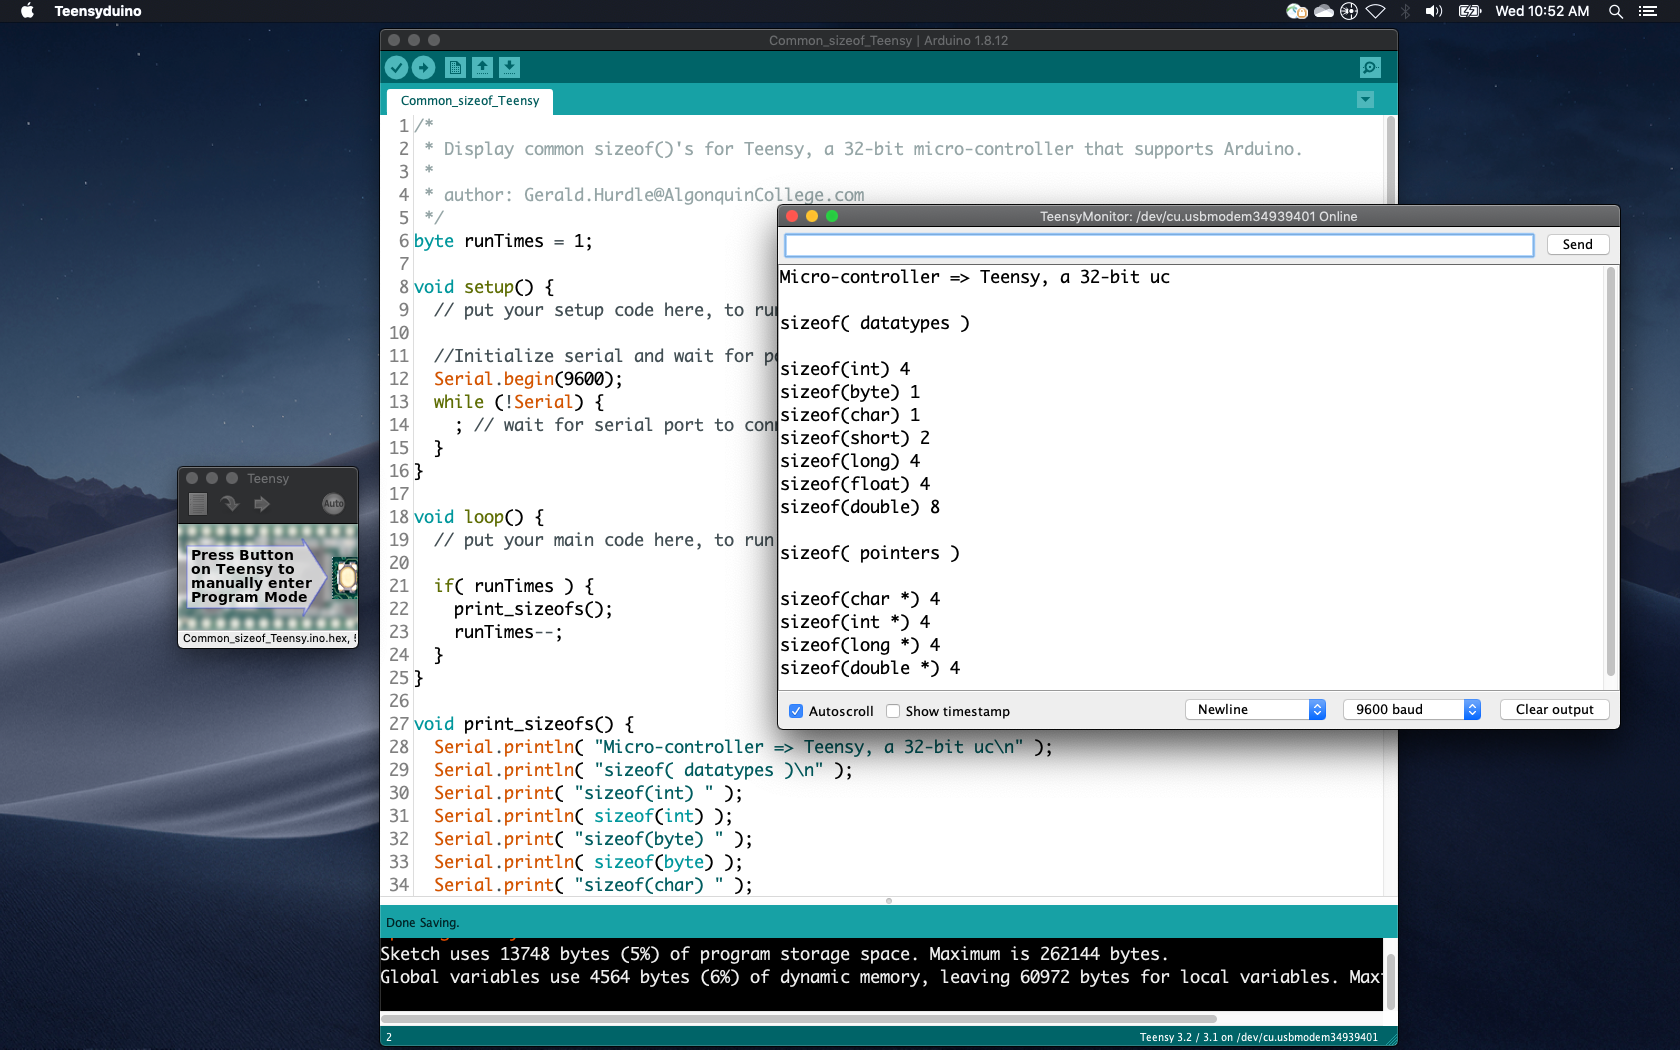 Teensyduino
Wed 10:52 AM
Common_sizeof_Teensy | Arduino 1.8.12
Common_sizeof_Teensy
1 /*
2  * Display common sizeof()'s for Teensy, a 32-bit micro-controller that supports Arduino.
3  *
4  * author: Gerald.Hurdle@AlgonquinCollege.com
5  */
6 byte runTimes = 1;
7
8 void setup() {
9   // put your setup code here, to ru
10
11   //Initialize serial and wait for p
12   Serial.begin(9600);
13   while (!Serial) {
14     ; // wait for serial port to con
15   }
16 }
17
18 void loop() {
19   // put your main code here, to run
20
21   if( runTimes ) {
22     print_sizeofs();
23     runTimes--;
24   }
25 }
26
27 void print_sizeofs() {
28   Serial.println( "Micro-controller => Teensy, a 32-bit uc\n" );
29   Serial.println( "sizeof( datatypes )\n" );
30   Serial.print( "sizeof(int) " );
31   Serial.println( sizeof(int) );
32   Serial.print( "sizeof(byte) " );
33   Serial.println( sizeof(byte) );
34   Serial.print( "sizeof(char) " );
Done Saving.
Sketch uses 13748 bytes (5%) of program storage space. Maximum is 262144 bytes.
Global variables use 4564 bytes (6%) of dynamic memory, leaving 60972 bytes for local variables. Max
2
Teensy 3.2 / 3.1 on /dev/cu.usbmodem34939401
TeensyMonitor: /dev/cu.usbmodem34939401 Online
Send
Micro-controller => Teensy, a 32-bit uc
sizeof( datatypes )
sizeof(int) 4
sizeof(byte) 1
sizeof(char) 1
sizeof(short) 2
sizeof(long) 4
sizeof(float) 4
sizeof(double) 8
sizeof( pointers )
sizeof(char *) 4
sizeof(int *) 4
sizeof(long *) 4
sizeof(double *) 4
Autoscroll
Show timestamp
Newline
9600 baud
Clear output
Teensy
Auto
Press Button
on Teensy to
manually enter
Program Mode
Common_sizeof_Teensy.ino.hex,